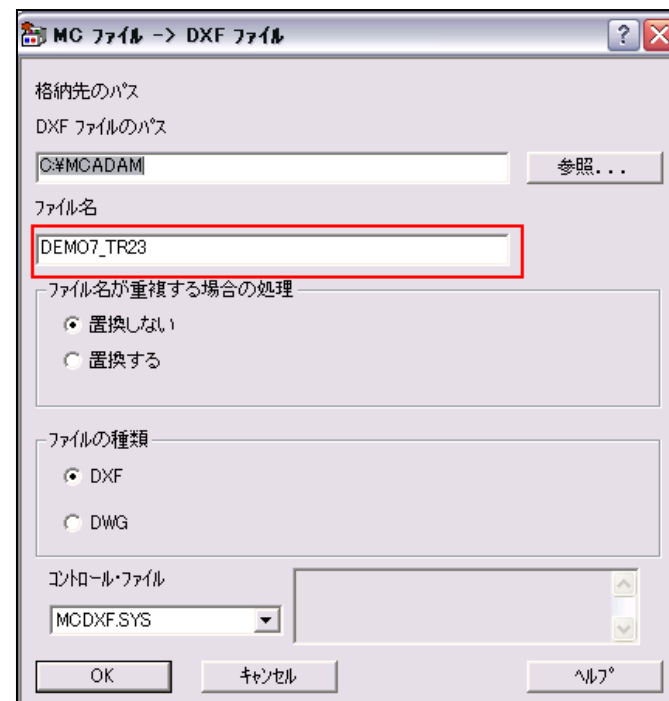 MC ファイル -> DXF ファイル
格納先のパス
DXF ファイルのパス
C:¥MCADAM
参照...
ファイル名
DEMO7_TR23
ファイル名が重複する場合の処理
置換しない
置換する
ファイルの種類
DXF
DWG
コントロール・ファイル
MCDXF.SYS
OK
キャンセル
ヘルプ